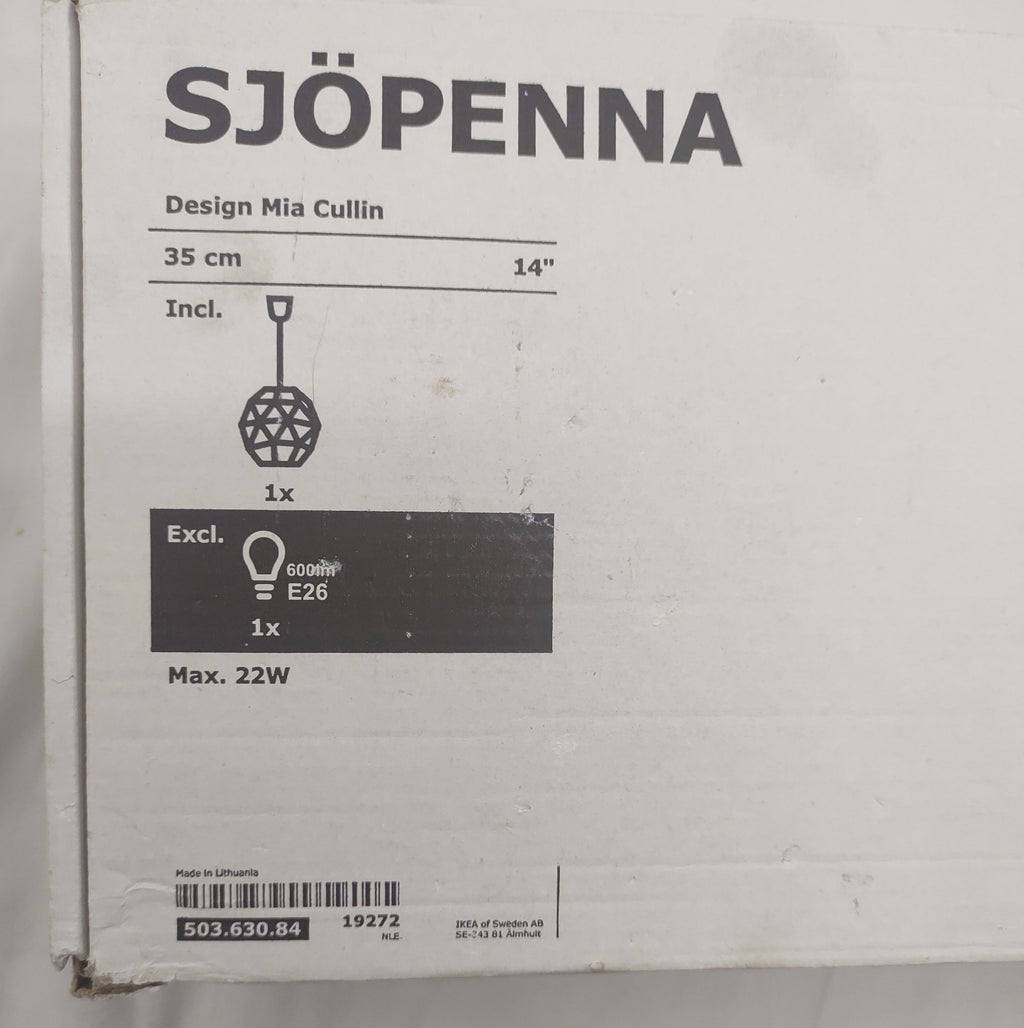 SJÖPENNA
Design Mia Cullin
35 cm 14"
Incl.
1x
Excl.
600lm
E26
1x
Max. 22W
Made in Lithuania
503.630.84 19272
NLE.
IKEA of Sweden AB
SE-343 81 Älmhult